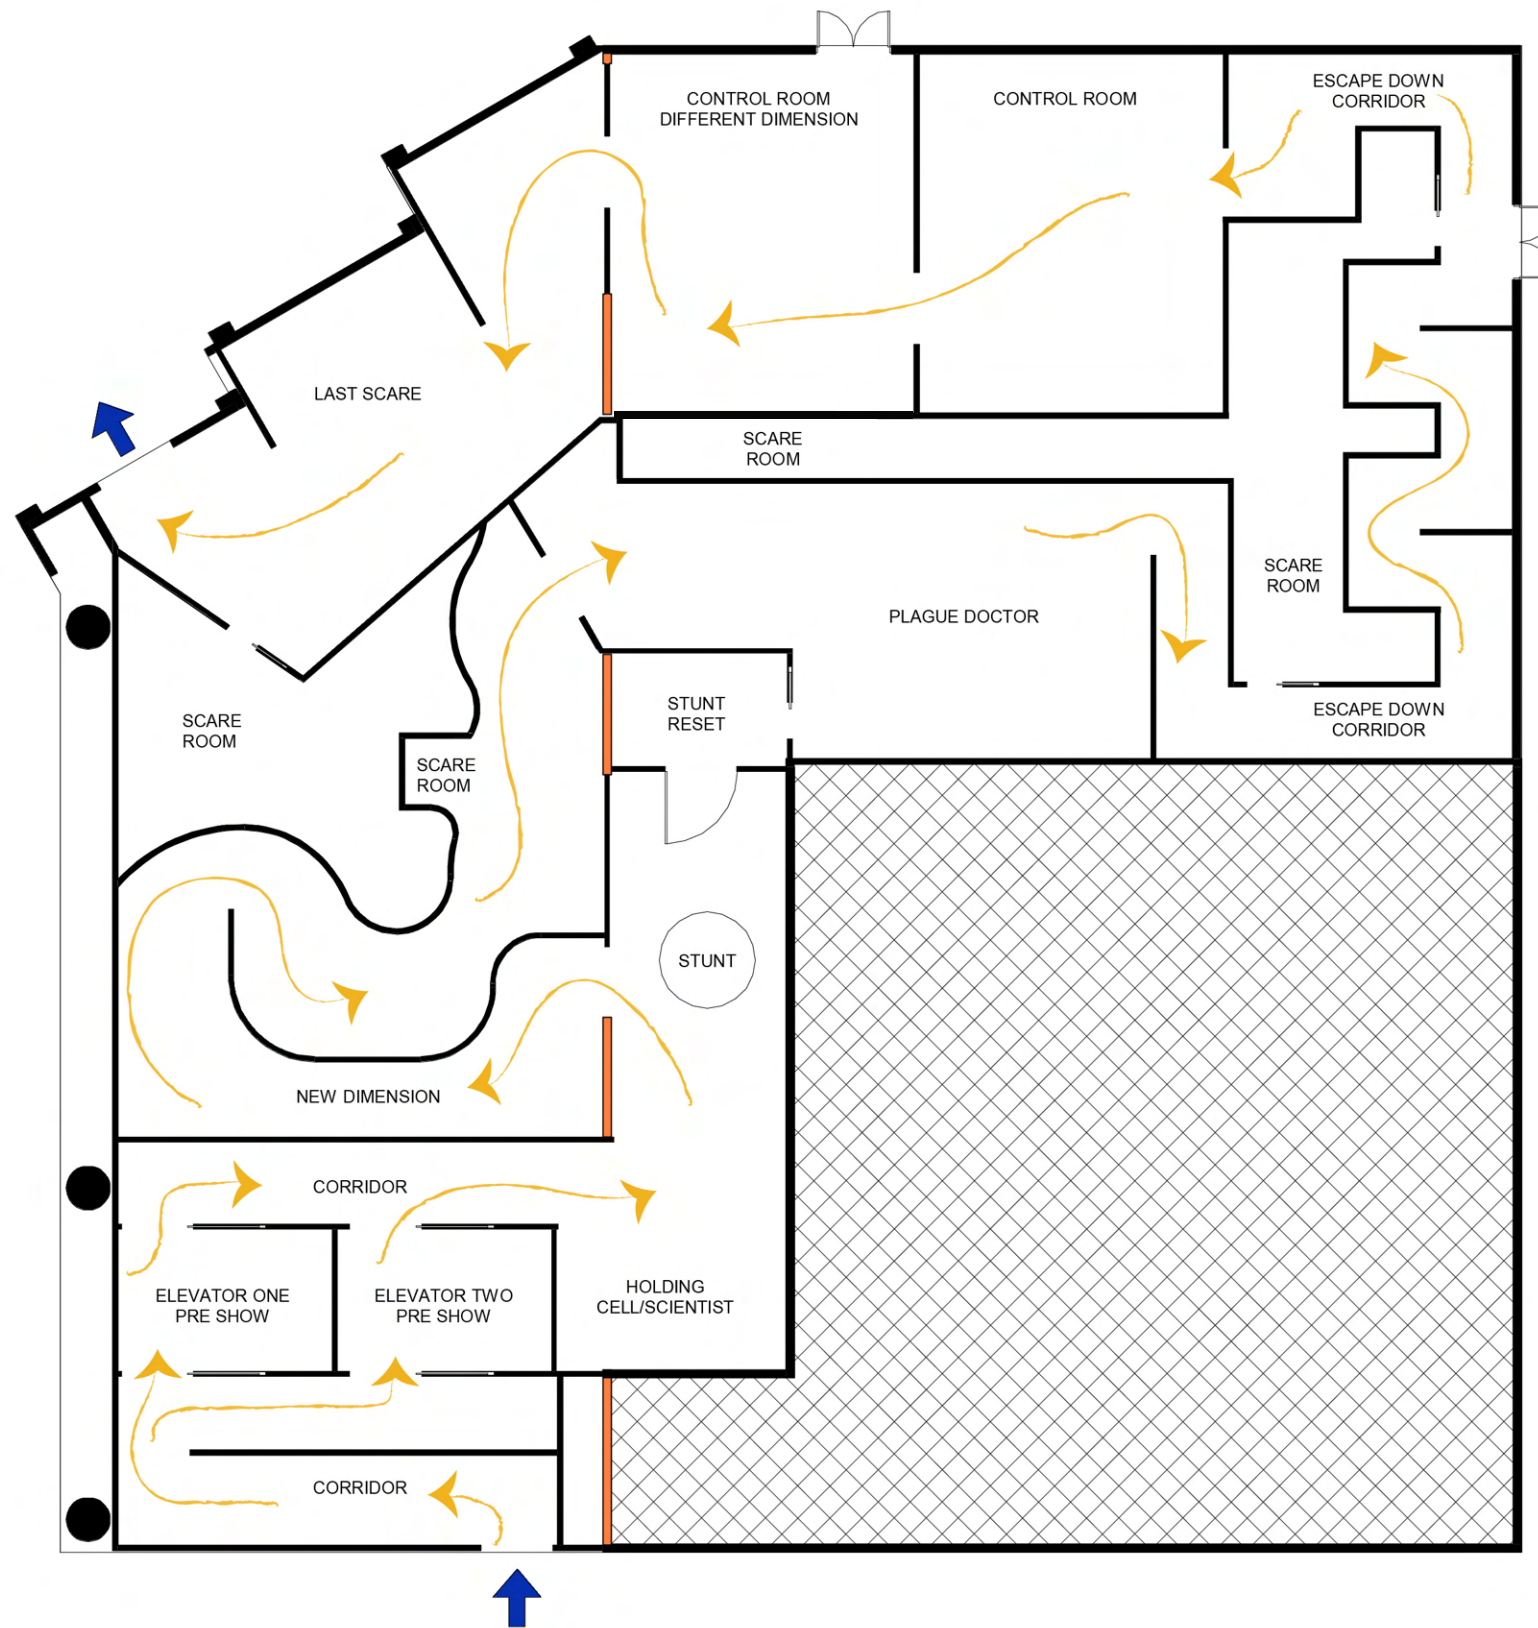 ESCAPE DOWN
CORRIDOR
CONTROL ROOM
DIFFERENT DIMENSION
CONTROL ROOM
LAST SCARE
SCARE
ROOM
SCARE
ROOM
PLAGUE DOCTOR
STUNT
RESET
ESCAPE DOWN
CORRIDOR
SCARE
ROOM
SCARE
ROOM
STUNT
NEW DIMENSION
CORRIDOR
ELEVATOR ONE
PRE SHOW
ELEVATOR TWO
PRE SHOW
HOLDING
CELL/SCIENTIST
CORRIDOR